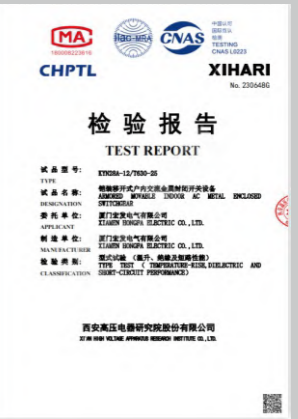 MA
ilac-MRA
CNAS
中国认可
国际互认
检测
TESTING
CNAS L0223
CHPTL
XIHARI
No. 230648G
检验报告
TEST REPORT
试品型号: KYN28A-12/T630-25
TYPE
试品名称: 铠装移开式户内交流金属封闭开关设备
DESIGNATION ARMORED MOVABLE INDOOR AC METAL ENCLOSED SWITCHGEAR
委托单位: 厦门宏发电气有限公司
APPLICANT XIAMEN HONGFA ELECTRIC CO., LTD.
制造单位: 厦门宏发电气有限公司
MANUFACTURER XIAMEN HONGFA ELECTRIC CO., LTD.
检验类别: 型式试验 (温升、绝缘及短路性能)
CLASSIFICATION TYPE TEST ( TEMPERATURE-RISE, DIELECTRIC AND SHORT-CIRCUIT PERFORMANCE)
西安高压电器研究院股份有限公司
XI'AN HIGH VOLTAGE APPARATUS RESEARCH INSTITUTE CO., LTD.